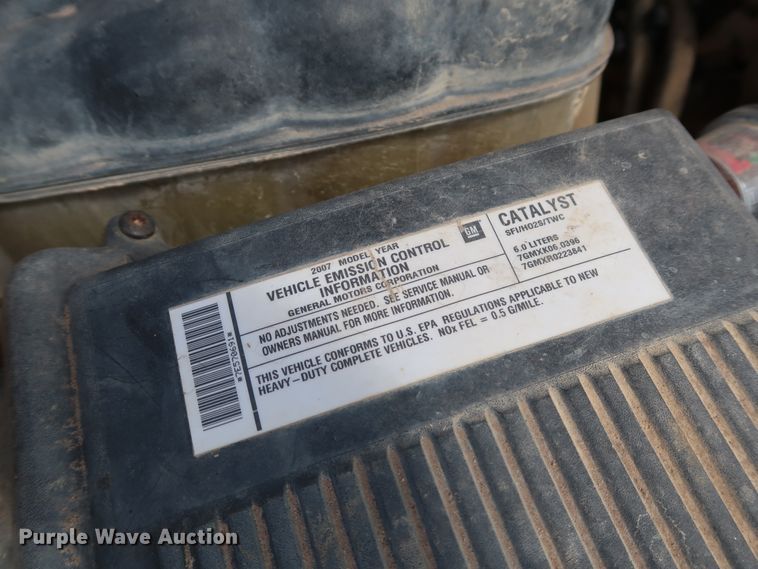 2007 MODEL YEAR
VEHICLE EMISSION CONTROL
INFORMATION
GENERAL MOTORS CORPORATION
GM
CATALYST
SFI/HO2S/TWC
6.0 LITERS
7GMXK06.0396
7GMXR0223841
NO ADJUSTMENTS NEEDED. SEE SERVICE MANUAL OR
OWNERS MANUAL FOR MORE INFORMATION.
THIS VEHICLE CONFORMS TO U.S. EPA REGULATIONS APPLICABLE TO NEW
HEAVY-DUTY COMPLETE VEHICLES. NOx FEL = 0.5 G/MILE.
Purple Wave Auction